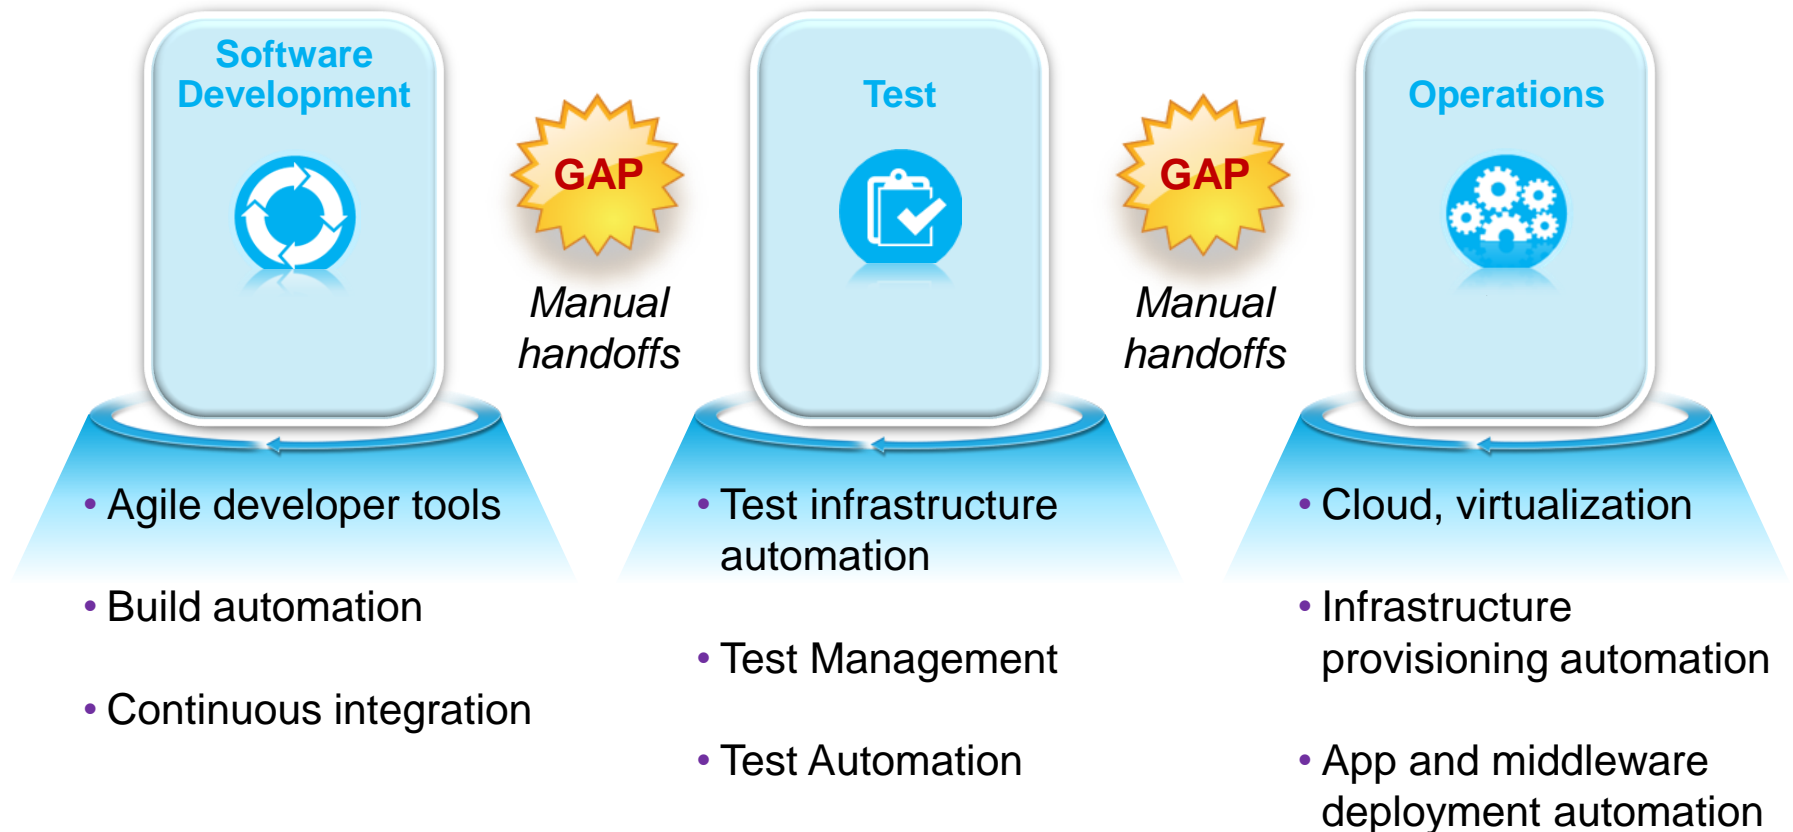 Software
Development
GAP
Manual
handoffs
Test
GAP
Manual
handoffs
Operations
• Agile developer tools
• Build automation
• Continuous integration
• Test infrastructure
automation
• Test Management
• Test Automation
• Cloud, virtualization
• Infrastructure
provisioning automation
• App and middleware
deployment automation